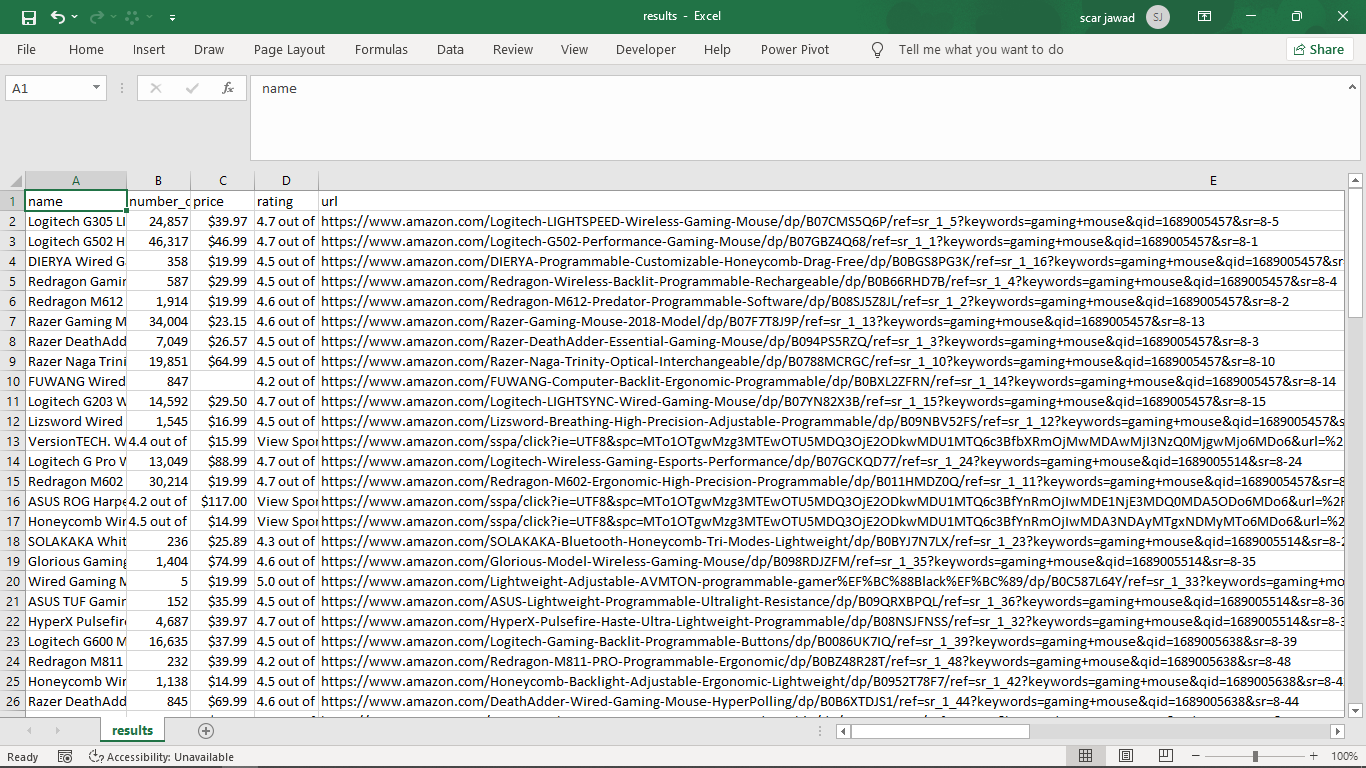 results - Excel
scar jawad SJ
File Home Insert Draw Page Layout Formulas Data Review View Developer Help Power Pivot Tell me what you want to do Share
A1 fx name
A B C D E
1 name number_o price rating url
2 Logitech G305 LI 24,857 $39.97 4.7 out of https://www.amazon.com/Logitech-LIGHTSPEED-Wireless-Gaming-Mouse/dp/B07CMS5Q6P/ref=sr_1_5?keywords=gaming+mouse&qid=1689005457&sr=8-5
3 Logitech G502 H 46,317 $46.99 4.7 out of https://www.amazon.com/Logitech-G502-Performance-Gaming-Mouse/dp/B07GBZ4Q68/ref=sr_1_1?keywords=gaming+mouse&qid=1689005457&sr=8-1
4 DIERYA Wired G 358 $19.99 4.5 out of https://www.amazon.com/DIERYA-Programmable-Customizable-Honeycomb-Drag-Free/dp/B0BGS8PG3K/ref=sr_1_16?keywords=gaming+mouse&qid=1689005457&sr
5 Redragon Gamin 587 $29.99 4.5 out of https://www.amazon.com/Redragon-Wireless-Backlit-Programmable-Rechargeable/dp/B0B66RHD7B/ref=sr_1_4?keywords=gaming+mouse&qid=1689005457&sr=8-4
6 Redragon M612 1,914 $19.99 4.6 out of https://www.amazon.com/Redragon-M612-Predator-Programmable-Software/dp/B08SJ5Z8JL/ref=sr_1_2?keywords=gaming+mouse&qid=1689005457&sr=8-2
7 Razer Gaming M 34,004 $23.15 4.6 out of https://www.amazon.com/Razer-Gaming-Mouse-2018-Model/dp/B07F7T8J9P/ref=sr_1_13?keywords=gaming+mouse&qid=1689005457&sr=8-13
8 Razer DeathAdd 7,049 $26.57 4.5 out of https://www.amazon.com/Razer-DeathAdder-Essential-Gaming-Mouse/dp/B094PS5RZQ/ref=sr_1_3?keywords=gaming+mouse&qid=1689005457&sr=8-3
9 Razer Naga Trini 19,851 $64.99 4.5 out of https://www.amazon.com/Razer-Naga-Trinity-Optical-Interchangeable/dp/B0788MCRGC/ref=sr_1_10?keywords=gaming+mouse&qid=1689005457&sr=8-10
10 FUWANG Wired 847 4.2 out of https://www.amazon.com/FUWANG-Computer-Backlit-Ergonomic-Programmable/dp/B0BXL2ZFRN/ref=sr_1_14?keywords=gaming+mouse&qid=1689005457&sr=8-14
11 Logitech G203 W 14,592 $29.50 4.7 out of https://www.amazon.com/Logitech-LIGHTSYNC-Wired-Gaming-Mouse/dp/B07YN82X3B/ref=sr_1_15?keywords=gaming+mouse&qid=1689005457&sr=8-15
12 Lizsword Wired 1,545 $16.99 4.5 out of https://www.amazon.com/Lizsword-Breathing-High-Precision-Adjustable-Programmable/dp/B09NBV52FS/ref=sr_1_12?keywords=gaming+mouse&qid=1689005457&s
13 VersionTECH. W 4.4 out of $15.99 View Spor https://www.amazon.com/sspa/click?ie=UTF8&spc=MTo1OTgwMzg3MTEwOTU5MDQ3OjE2ODkwMDU1MTQ6c3BfbXRmOjMwMDAwMjI3NzQ0MjgwMjo6MDo6&url=%2
14 Logitech G Pro W 13,049 $88.99 4.7 out of https://www.amazon.com/Logitech-Wireless-Gaming-Esports-Performance/dp/B07GCKQD77/ref=sr_1_24?keywords=gaming+mouse&qid=1689005514&sr=8-24
15 Redragon M602 30,214 $19.99 4.7 out of https://www.amazon.com/Redragon-M602-Ergonomic-High-Precision-Programmable/dp/B011HMDZ0Q/ref=sr_1_11?keywords=gaming+mouse&qid=1689005457&sr=8
16 ASUS ROG Harpe 4.2 out of $117.00 View Spor https://www.amazon.com/sspa/click?ie=UTF8&spc=MTo1OTgwMzg3MTEwOTU5MDQ3OjE2ODkwMDU1MTQ6c3BfYnRmOjIwMDE1NjE3MDQ0MDA5ODo6MDo6&url=%2F
17 Honeycomb Wir 4.5 out of $14.99 View Spor https://www.amazon.com/sspa/click?ie=UTF8&spc=MTo1OTgwMzg3MTEwOTU5MDQ3OjE2ODkwMDU1MTQ6c3BfYnRmOjIwMDA3NDAyMTgxNDMyMTo6MDo6&url=%2
18 SOLAKAKA Whit 236 $25.89 4.3 out of https://www.amazon.com/SOLAKAKA-Bluetooth-Honeycomb-Tri-Modes-Lightweight/dp/B0BYJ7N7LX/ref=sr_1_23?keywords=gaming+mouse&qid=1689005514&sr=8-2
19 Glorious Gaming 1,404 $74.99 4.6 out of https://www.amazon.com/Glorious-Model-Wireless-Gaming-Mouse/dp/B098RDJZFM/ref=sr_1_35?keywords=gaming+mouse&qid=1689005514&sr=8-35
20 Wired Gaming M 5 $19.99 5.0 out of https://www.amazon.com/Lightweight-Adjustable-AVMTON-programmable-gamer%EF%BC%88Black%EF%BC%89/dp/B0C587L64Y/ref=sr_1_33?keywords=gaming+mo
21 ASUS TUF Gamin 152 $35.99 4.5 out of https://www.amazon.com/ASUS-Lightweight-Programmable-Ultralight-Resistance/dp/B09QRXBPQL/ref=sr_1_36?keywords=gaming+mouse&qid=1689005514&sr=8-36
22 HyperX Pulsefire 4,687 $39.97 4.7 out of https://www.amazon.com/HyperX-Pulsefire-Haste-Ultra-Lightweight-Programmable/dp/B08NSJFNSS/ref=sr_1_32?keywords=gaming+mouse&qid=1689005514&sr=8-3
23 Logitech G600 M 16,635 $37.99 4.5 out of https://www.amazon.com/Logitech-Gaming-Backlit-Programmable-Buttons/dp/B0086UK7IQ/ref=sr_1_39?keywords=gaming+mouse&qid=1689005638&sr=8-39
24 Redragon M811 232 $39.99 4.2 out of https://www.amazon.com/Redragon-M811-PRO-Programmable-Ergonomic/dp/B0BZ48R28T/ref=sr_1_48?keywords=gaming+mouse&qid=1689005638&sr=8-48
25 Honeycomb Wir 1,138 $14.99 4.5 out of https://www.amazon.com/Honeycomb-Backlight-Adjustable-Ergonomic-Lightweight/dp/B0952T78F7/ref=sr_1_42?keywords=gaming+mouse&qid=1689005638&sr=8-4
26 Razer DeathAdd 845 $69.99 4.6 out of https://www.amazon.com/DeathAdder-Wired-Gaming-Mouse-HyperPolling/dp/B0B6XTDJS1/ref=sr_1_44?keywords=gaming+mouse&qid=1689005638&sr=8-44
results
Ready Accessibility: Unavailable 100%